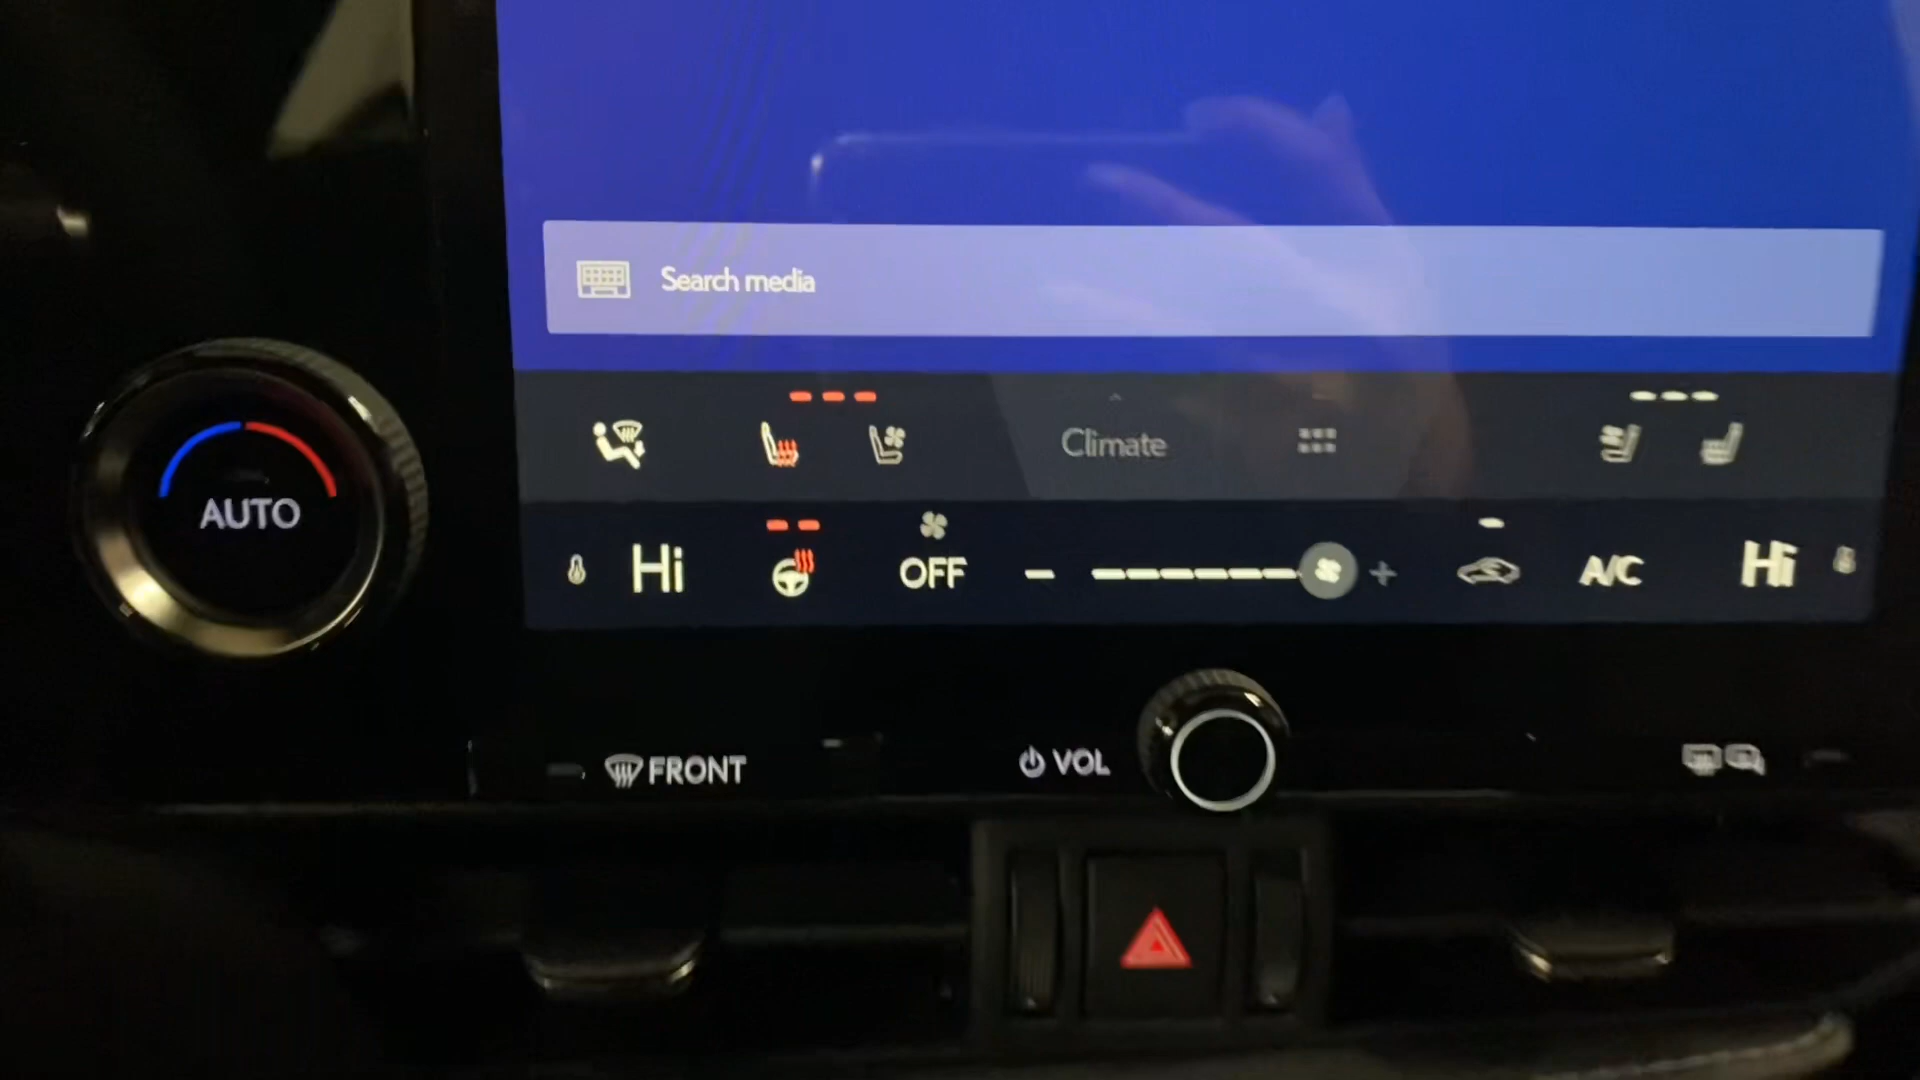 Search media
Climate
AUTO
Hi
OFF
A/C
Hi
FRONT
VOL